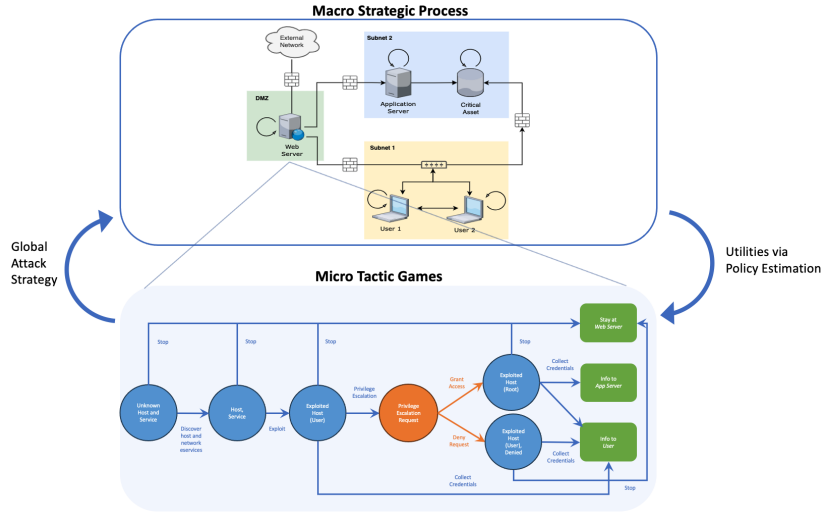 Macro Strategic Process
External
Network
Subnet 2
Application
Server
Critical
Asset
DMZ
Web
Server
Subnet 1
User 1
User 2
Global
Attack
Strategy
Utilities via
Policy Estimation
Micro Tactic Games
Stop
Stop
Stop
Stop
Stay at
Web Server
Unknown
Host and
Service
Discover
host and
network
eservices
Host,
Service
Exploit
Exploited
Host
(User)
Privilege
Escalation
Privilege
Escalation
Request
Grant
Access
Deny
Request
Exploited
Host
(Root)
Collect
Credentials
Info to
App Server
Exploited
Host
(User),
Denied
Collect
Credentials
Info to
User
Collect
Credentials
Stop